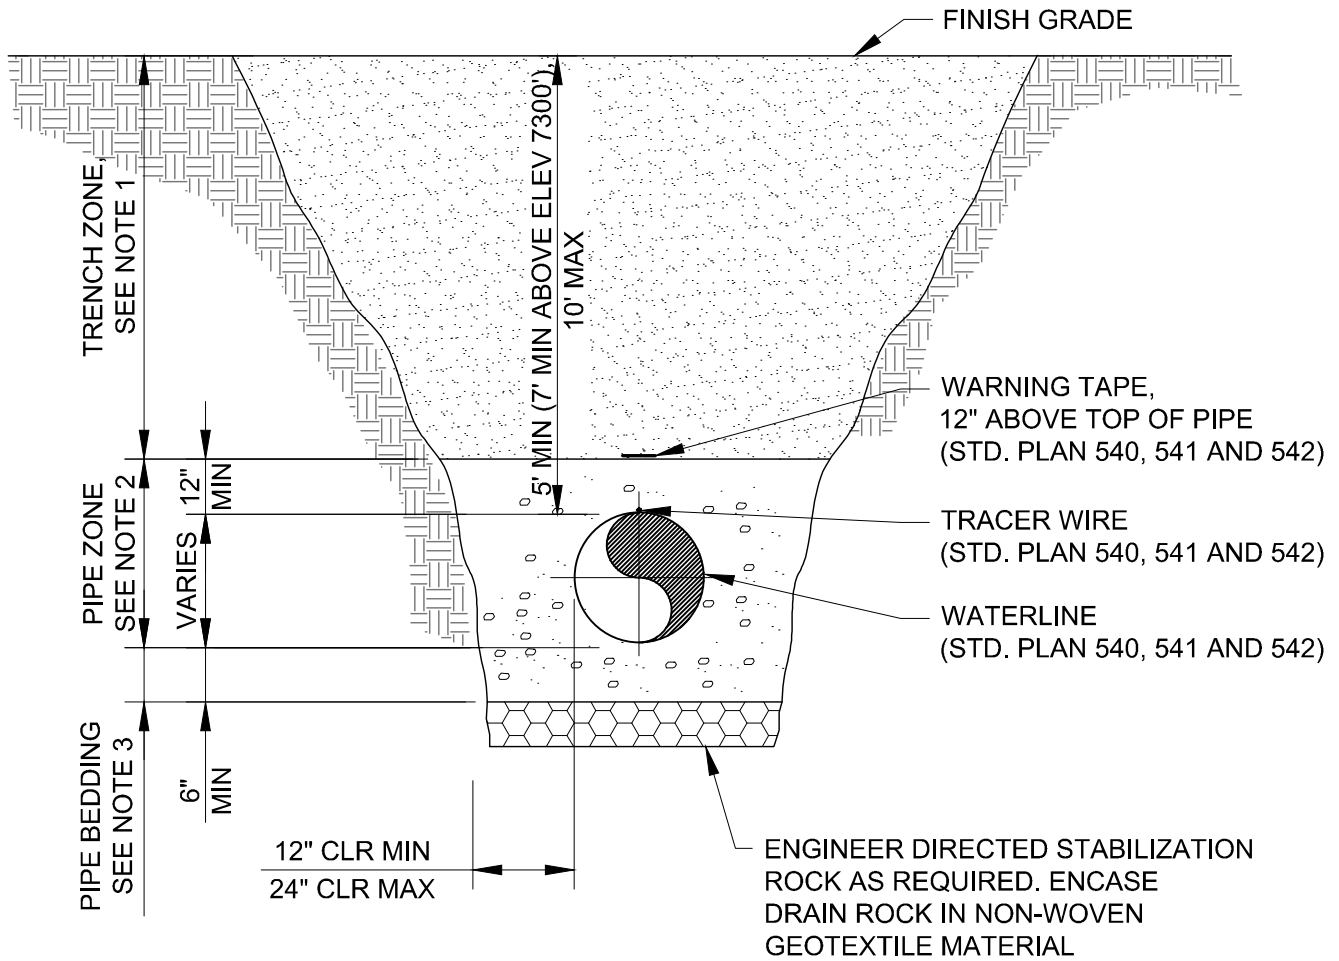 FINISH GRADE
TRENCH ZONE,
SEE NOTE 1
5' MIN (7' MIN ABOVE ELEV 7300'),
10' MAX
WARNING TAPE,
12" ABOVE TOP OF PIPE
(STD. PLAN 540, 541 AND 542)
PIPE ZONE
SEE NOTE 2
12"
MIN
VARIES
TRACER WIRE
(STD. PLAN 540, 541 AND 542)
WATERLINE
(STD. PLAN 540, 541 AND 542)
PIPE BEDDING
SEE NOTE 3
6"
MIN
12" CLR MIN
24" CLR MAX
ENGINEER DIRECTED STABILIZATION
ROCK AS REQUIRED. ENCASE
DRAIN ROCK IN NON-WOVEN
GEOTEXTILE MATERIAL